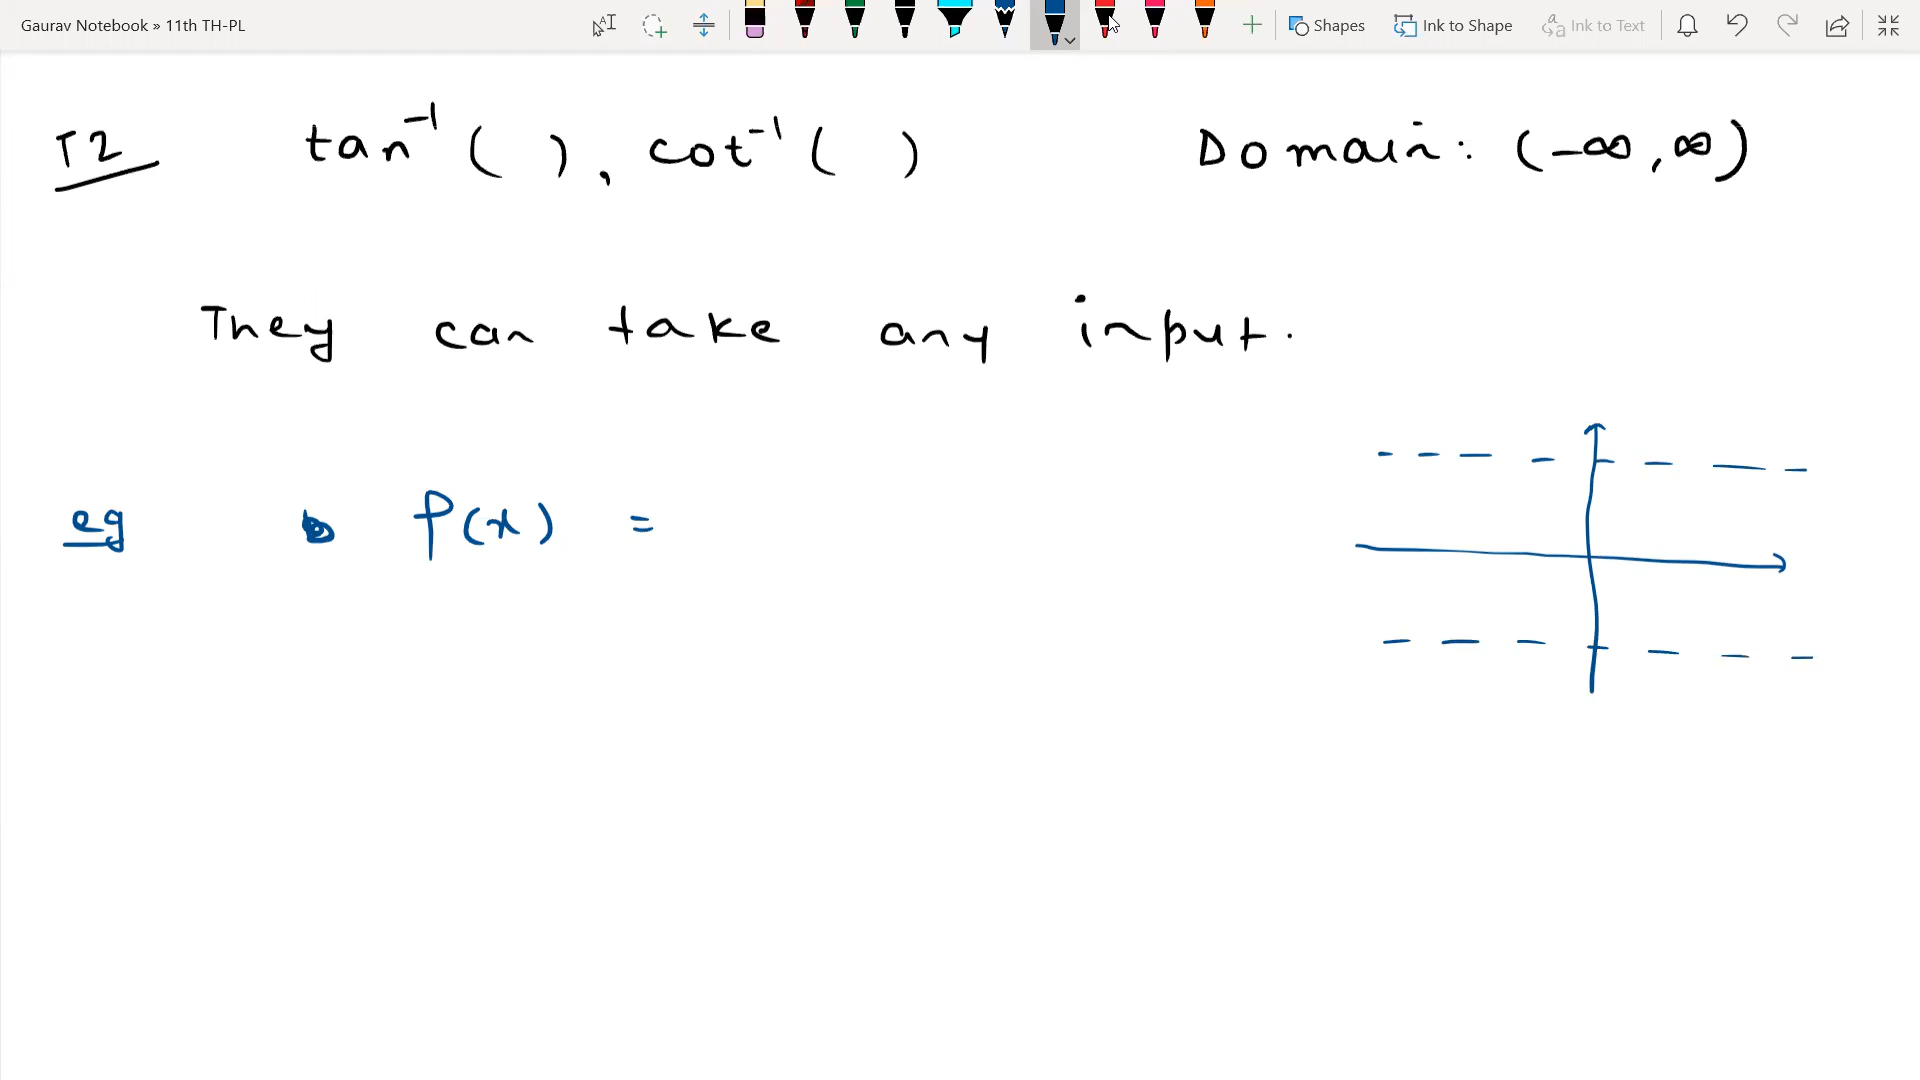 Gaurav Notebook » 11th TH-PL
Shapes Ink to Shape Ink to Text
T2 tan⁻¹( ), cot⁻¹( ) Domain: (-∞, ∞)
They can take any input.
eg f(x) =